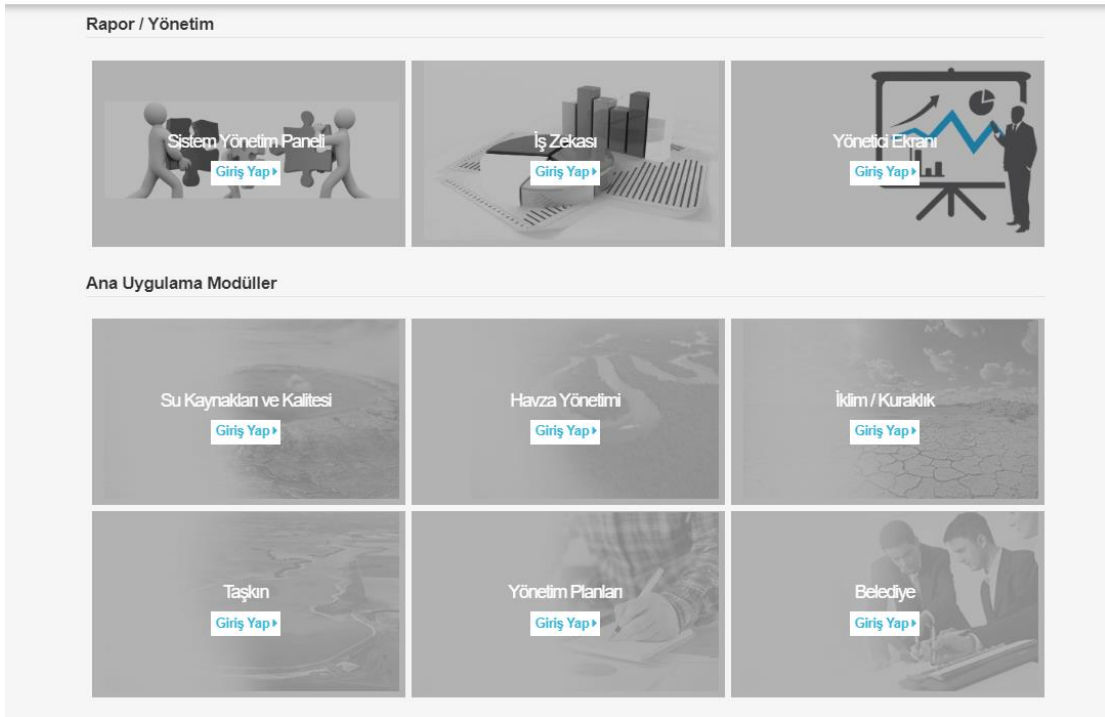 Rapor / Yönetim
Sistem Yönetim Paneli
Giriş Yap
İş Zekası
Giriş Yap
Yönetici Ekranı
Giriş Yap
Ana Uygulama Modüller
Su Kaynakları ve Kalitesi
Giriş Yap
Havza Yönetimi
Giriş Yap
İklim / Kuraklık
Giriş Yap
Taşkın
Giriş Yap
Yönetim Planları
Giriş Yap
Belediye
Giriş Yap